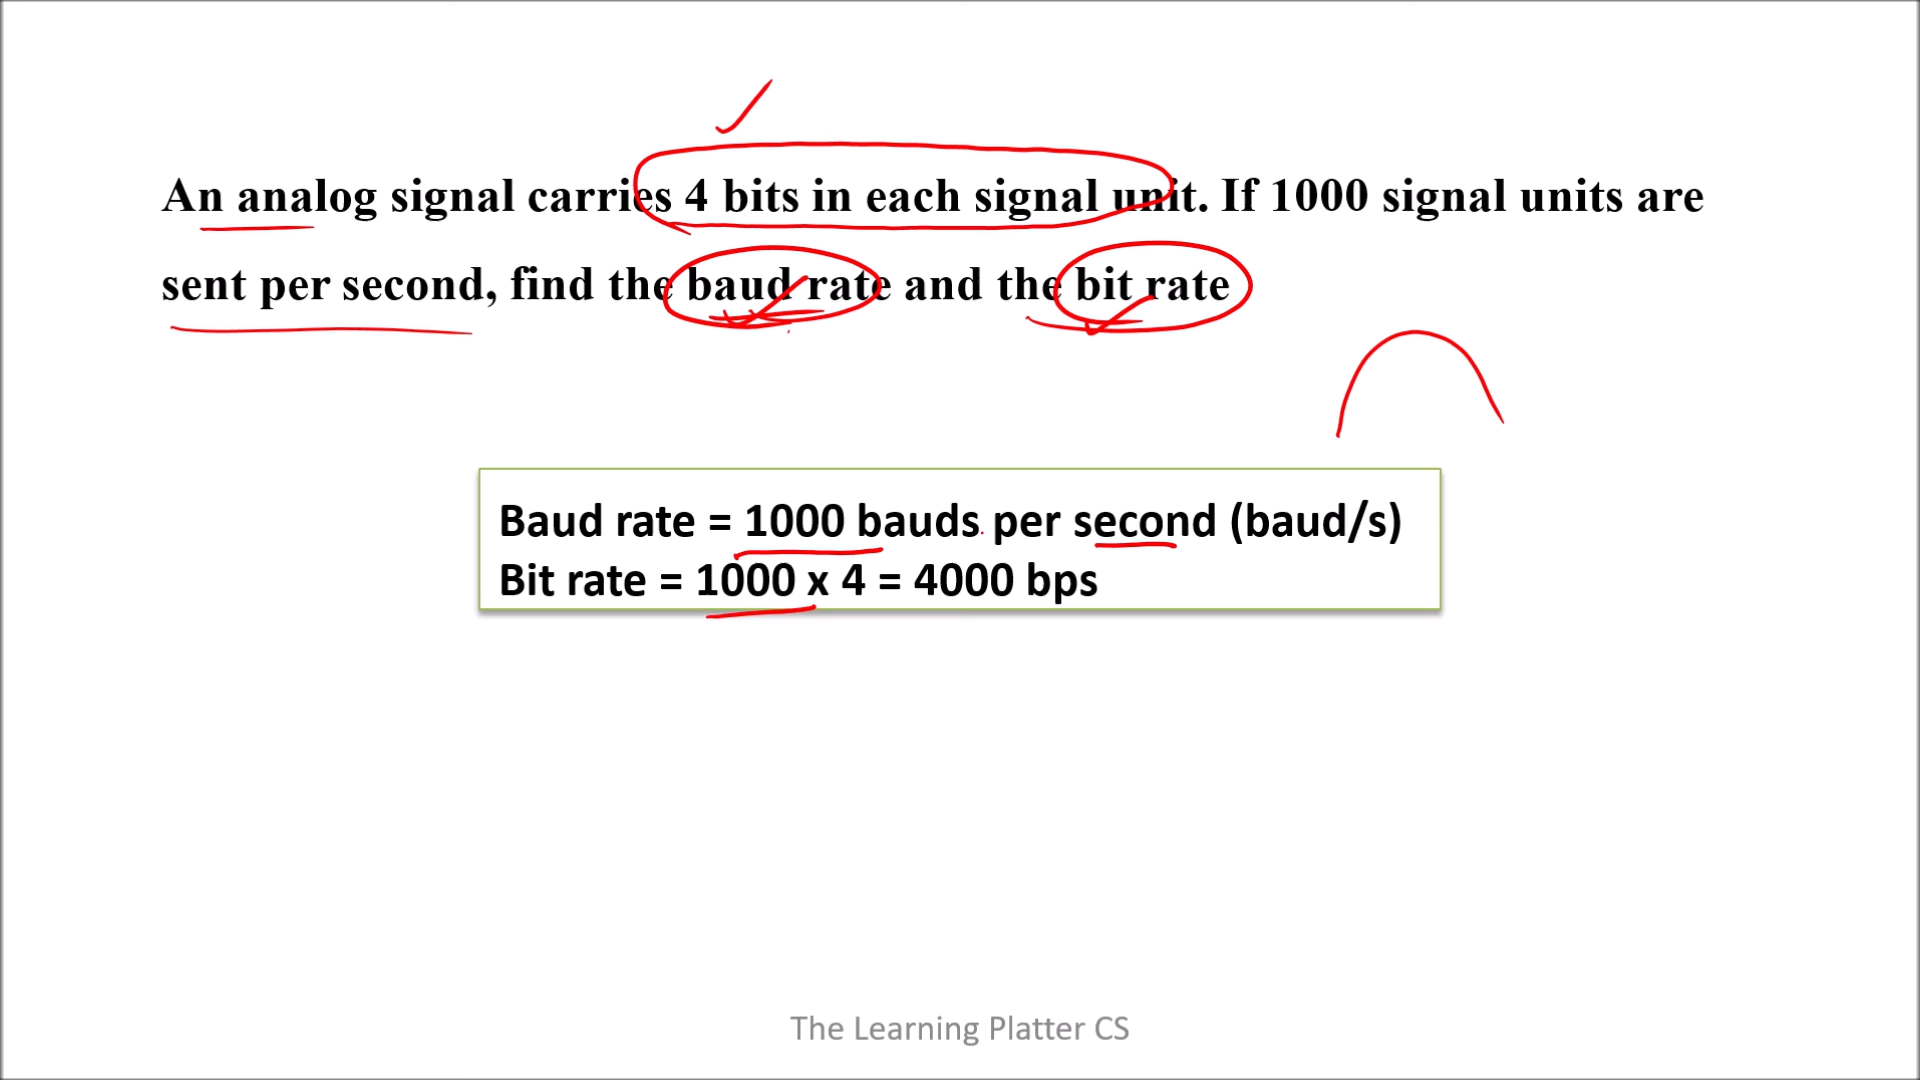 An analog signal carries 4 bits in each signal unit. If 1000 signal units are
sent per second, find the baud rate and the bit rate
Baud rate = 1000 bauds per second (baud/s)
Bit rate = 1000 x 4 = 4000 bps
The Learning Platter CS